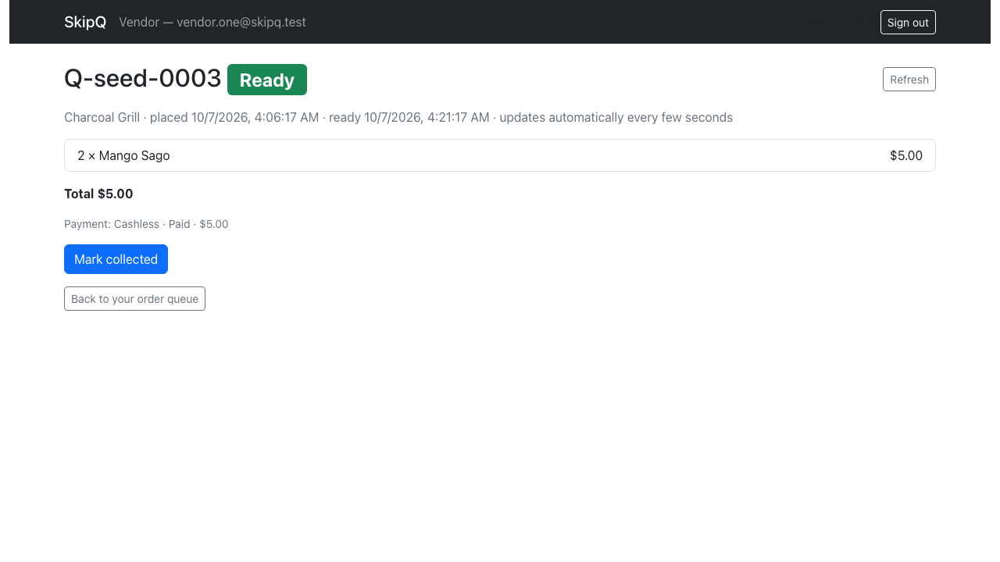 SkipQ Vendor — vendor.one@skipq.test Sign out
Q-seed-0003 Ready Refresh
Charcoal Grill · placed 10/7/2026, 4:06:17 AM · ready 10/7/2026, 4:21:17 AM · updates automatically every few seconds
2 × Mango Sago $5.00
Total $5.00
Payment: Cashless · Paid · $5.00
Mark collected
Back to your order queue